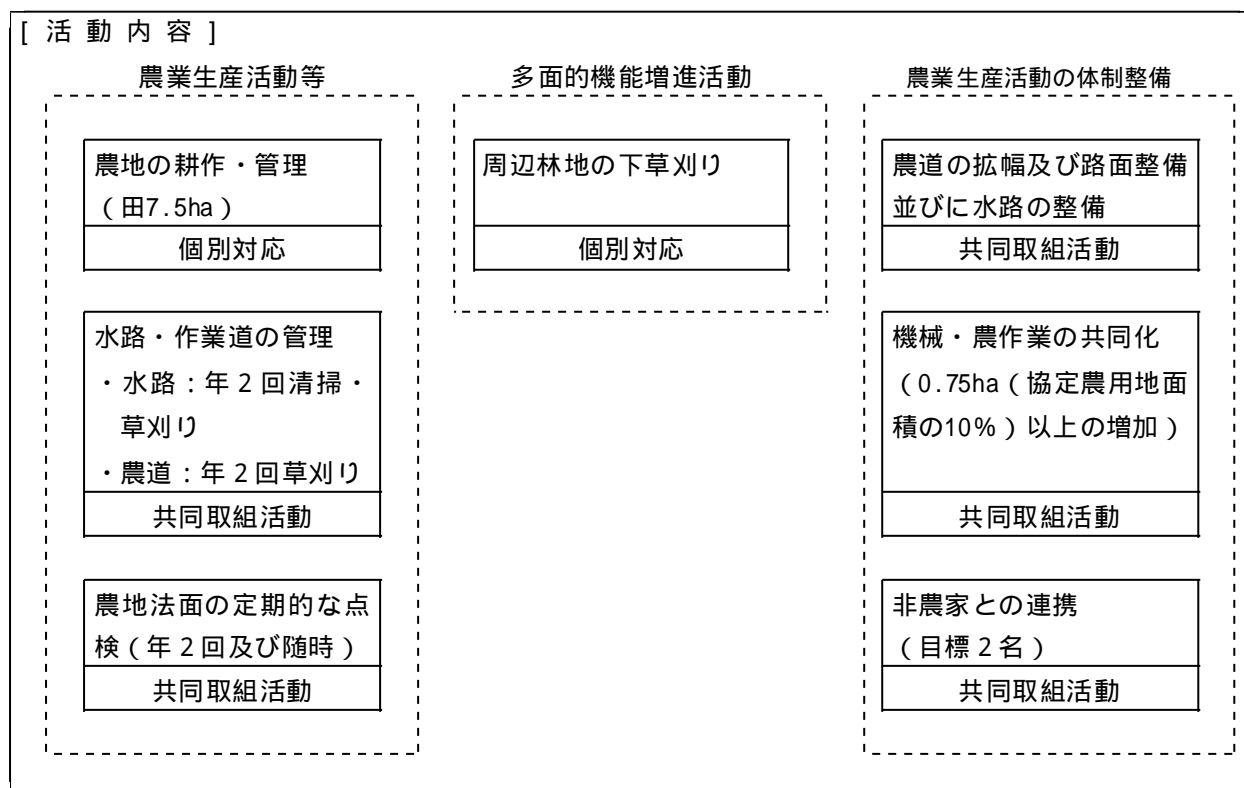 [ 活 動 内 容 ]
農業生産活動等
農地の耕作・管理
（田7.5ha）
個別対応
水路・作業道の管理
・水路：年２回清掃・
草刈り
・農道：年２回草刈り
共同取組活動
農地法面の定期的な点
検（年２回及び随時）
共同取組活動
多面的機能増進活動
周辺林地の下草刈り
個別対応
農業生産活動の体制整備
農道の拡幅及び路面整備
並びに水路の整備
共同取組活動
機械・農作業の共同化
（0.75ha（協定農用地面
積の10%）以上の増加）
共同取組活動
非農家との連携
（目標２名）
共同取組活動